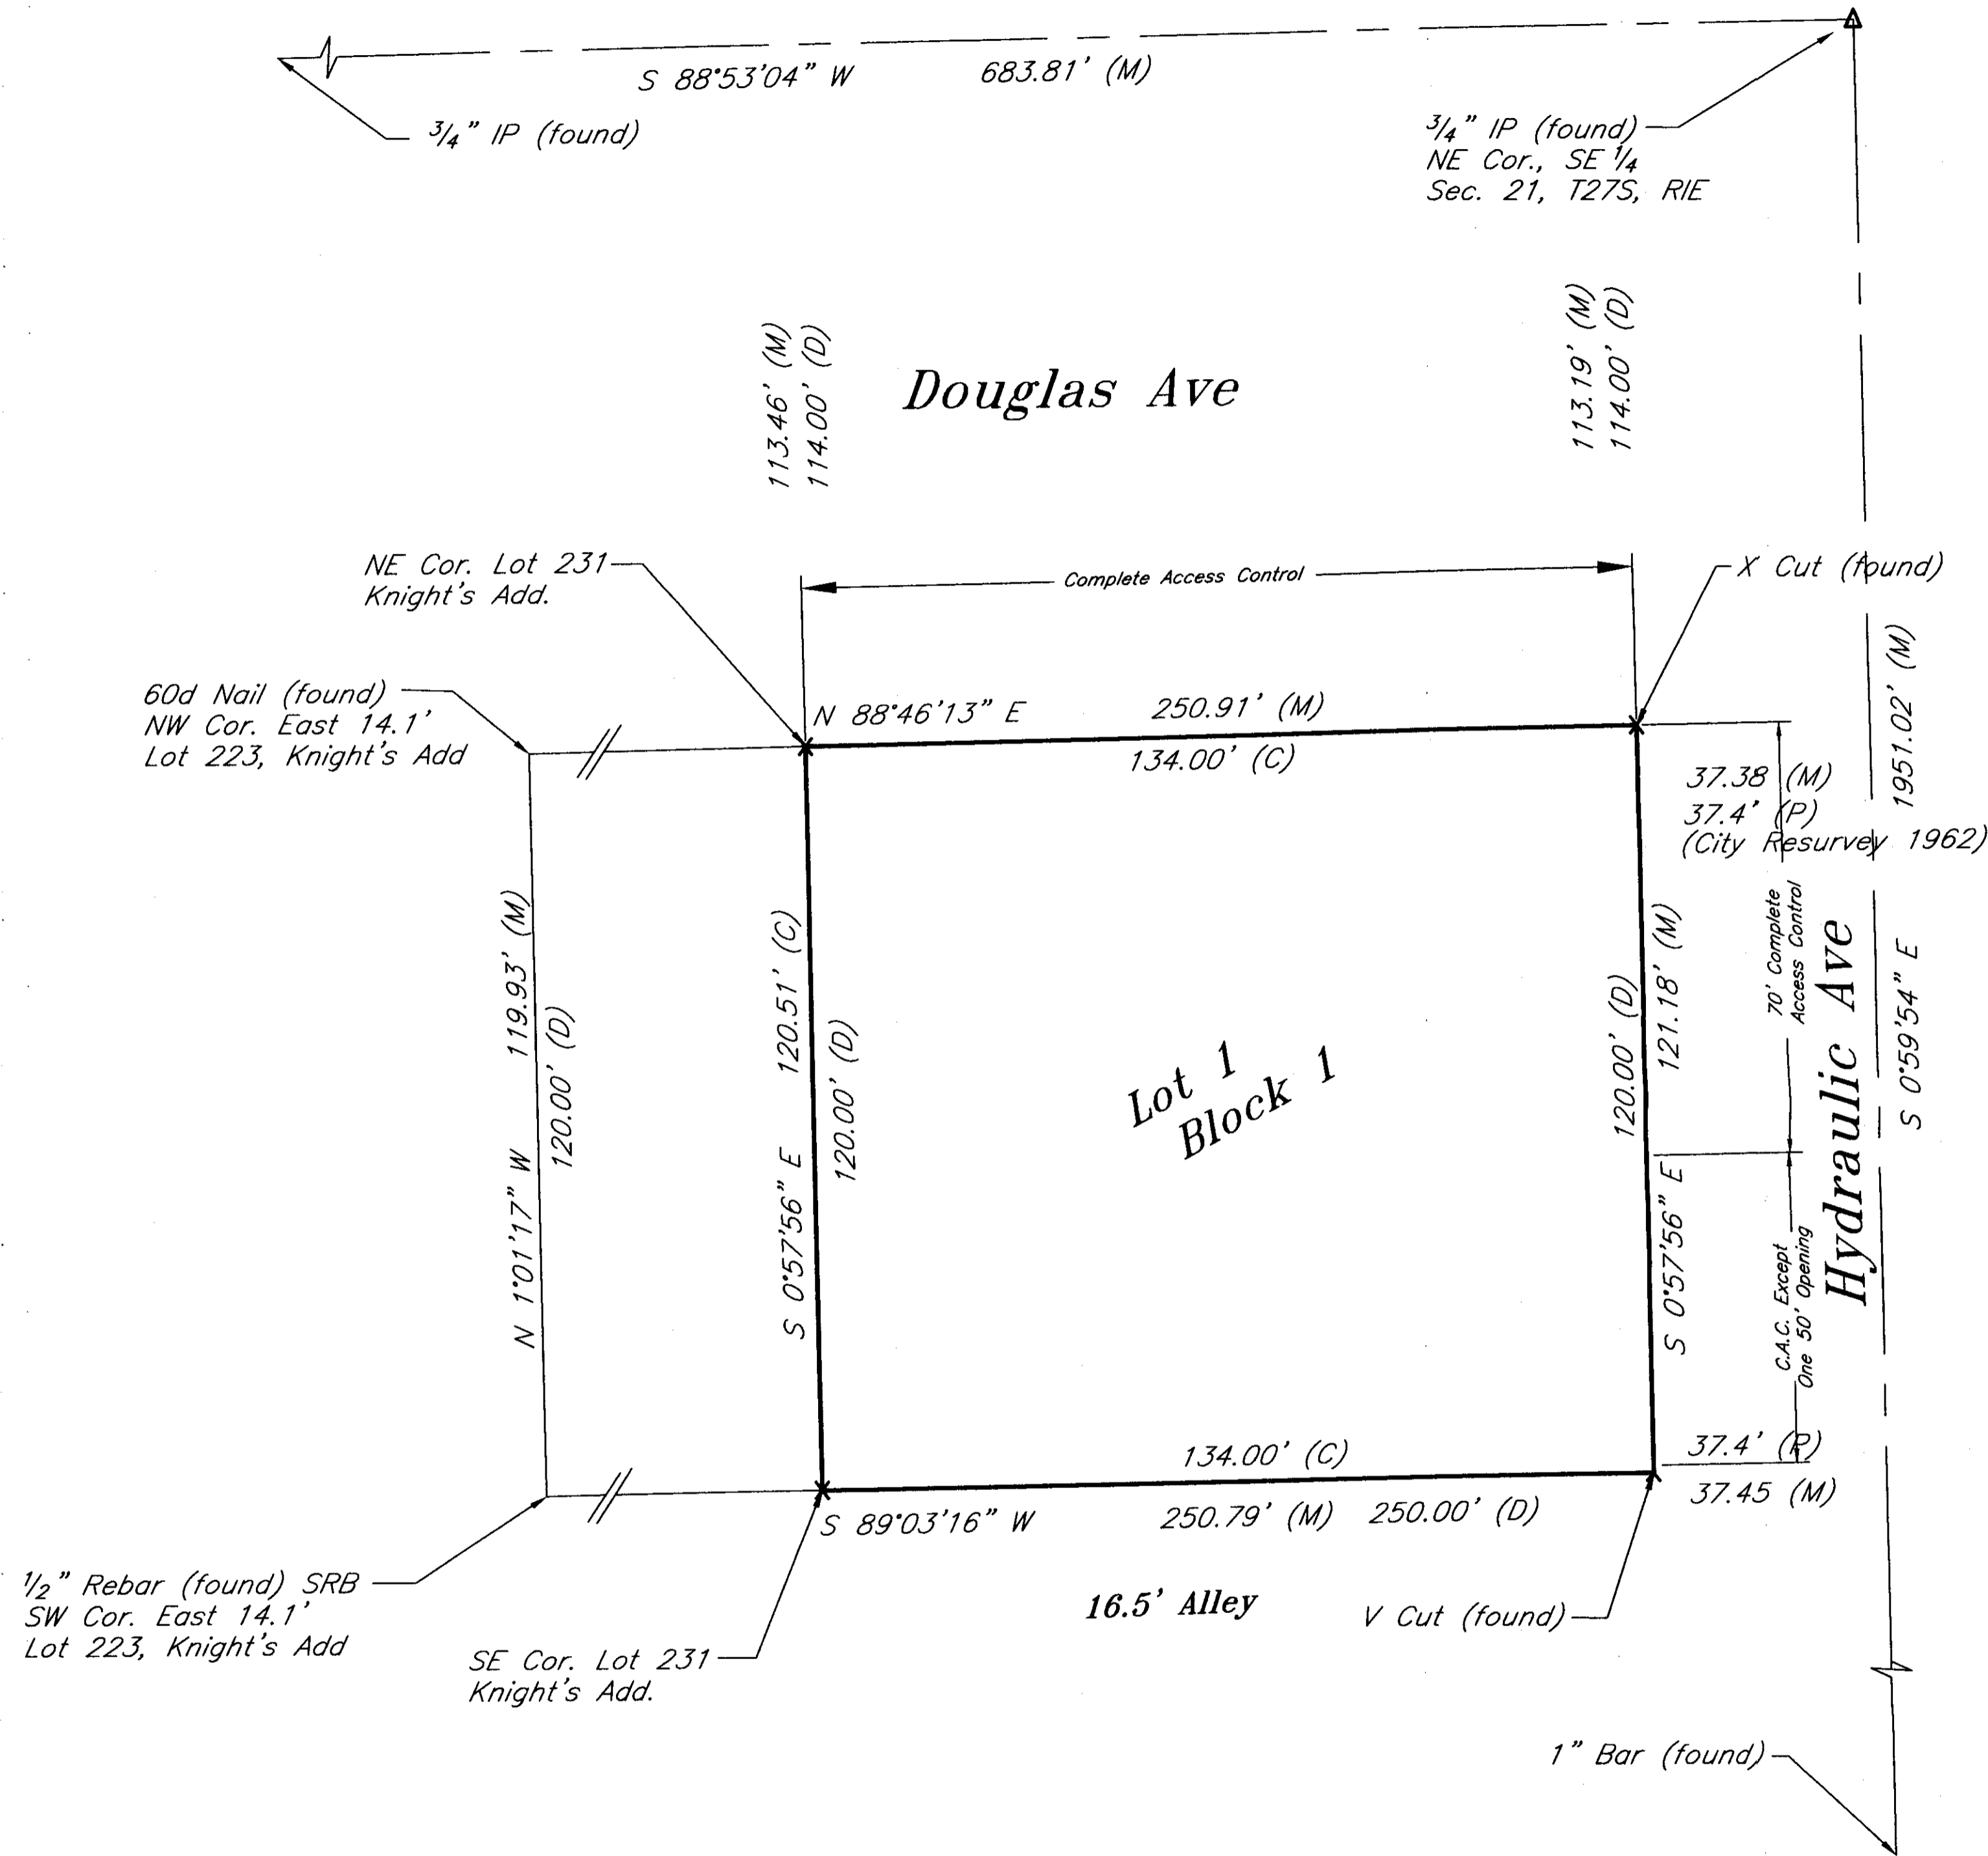 S 88°53'04" W 683.81' (M)
3/4" IP (found)
3/4" IP (found)
NE Cor., SE 1/4
Sec. 21, T27S, R1E
113.46' (M)
114.00' (D)
Douglas Ave
113.19' (M)
114.00' (D)
NE Cor. Lot 231
Knight's Add.
Complete Access Control
X Cut (found)
60d Nail (found)
NW Cor. East 14.1'
Lot 223, Knight's Add
N 88°46'13" E 250.91' (M)
134.00' (C)
37.38 (M)
37.4' (P)
(City Resurvey 1962)
1951.02' (M)
S 0°59'54" E
N 1°01'17" W 119.93' (M)
120.00' (D)
S 0°57'56" E 120.51' (C)
120.00' (D)
Lot 1
Block 1
120.00' (D)
S 0°57'56" E 121.18' (M)
70' Complete
Access Control
C.A.C. Except
One 50' Opening
Hydraulic Ave
134.00' (C)
37.4' (P)
37.45 (M)
S 89°03'16" W 250.79' (M) 250.00' (D)
1/2" Rebar (found) SRB
SW Cor. East 14.1'
Lot 223, Knight's Add
16.5' Alley
V Cut (found)
SE Cor. Lot 231
Knight's Add.
1" Bar (found)